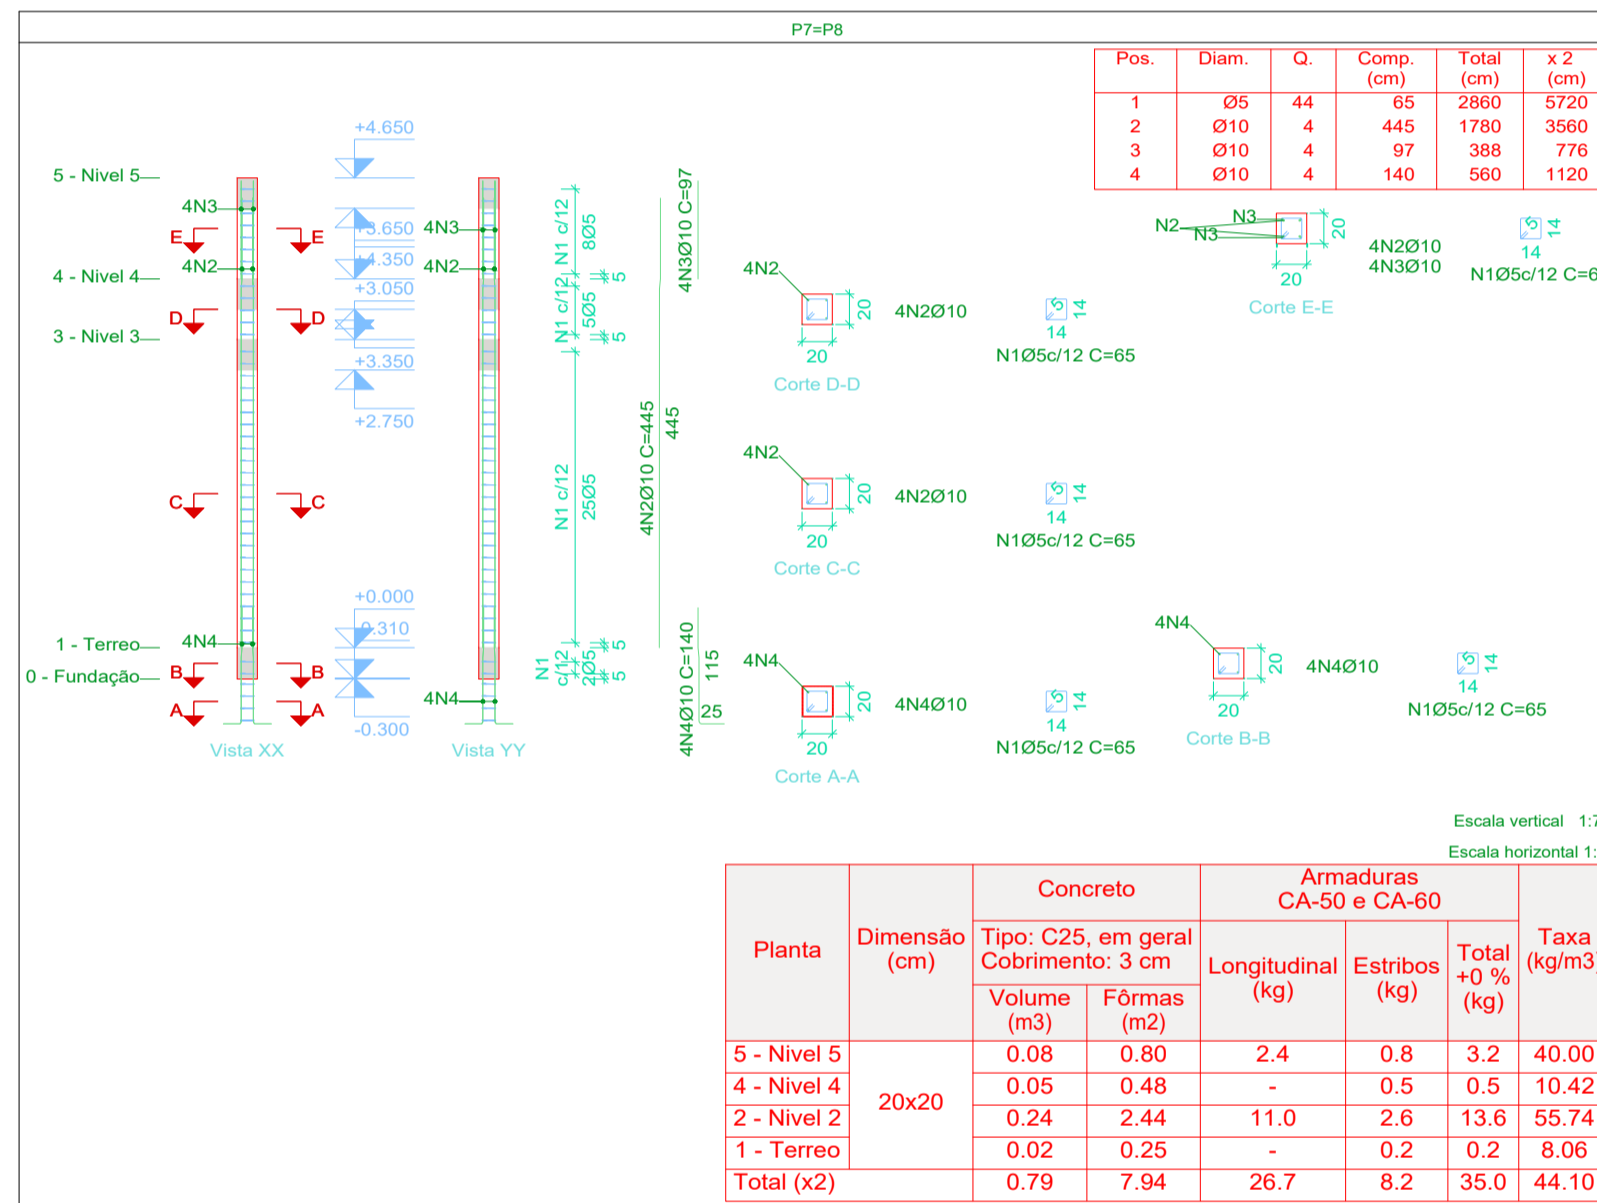 P7=P8
Pos. Diam. Q. Comp. (cm) Total (cm) x 2 (cm)
1 Ø5 44 65 2860 5720
2 Ø10 4 445 1780 3560
3 Ø10 4 97 388 776
4 Ø10 4 140 560 1120
+4.650
5 - Nivel 5
4N3
E E
4N2
4 - Nivel 4
D D
3 - Nivel 3
C C
1 - Terreo
4N4
0 - Fundação
B B
A A
Vista XX
+3.650
+4.350
+3.050
+3.350
+2.750
+0.000
-0.300
4N3
4N2
4N4
Vista YY
N1 c/12
8Ø5
5
N1 c/12
5Ø5
5
N1 c/12
25Ø5
5
N1
c/12
2Ø5
5
4N3Ø10 C=97
4N2Ø10 C=445
445
4N4Ø10 C=140
115
25
N2
N3
N3
20
20
4N2Ø10
4N3Ø10
5
14
14
Corte E-E
4N2
20
20
4N2Ø10
5
14
14
N1Ø5c/12 C=65
Corte D-D
4N2
20
20
4N2Ø10
5
14
14
N1Ø5c/12 C=65
Corte C-C
4N4
20
20
4N4Ø10
5
14
14
N1Ø5c/12 C=65
Corte A-A
4N4
20
20
4N4Ø10
5
14
14
N1Ø5c/12 C=65
Corte B-B
Escala vertical
Escala horizontal
Planta
Dimensão
(cm)
Concreto
Tipo: C25, em geral
Cobrimento: 3 cm
Volume
(m3)
Fôrmas
(m2)
Armaduras
CA-50 e CA-60
Longitudinal
(kg)
Estribos
(kg)
Total
+0 %
(kg)
Taxa
(kg/m3)
5 - Nivel 5 0.08 0.80 2.4 0.8 3.2 40.00
4 - Nivel 4 0.05 0.48 - 0.5 0.5 10.42
20x20
2 - Nivel 2 0.24 2.44 11.0 2.6 13.6 55.74
1 - Terreo 0.02 0.25 - 0.2 0.2 8.06
Total (x2) 0.79 7.94 26.7 8.2 35.0 44.10